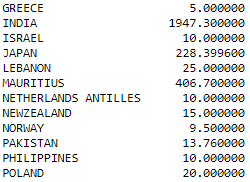 GREECE 5.000000
INDIA 1947.300000
ISRAEL 10.000000
JAPAN 228.399600
LEBANON 25.000000
MAURITIUS 406.700000
NETHERLANDS ANTILLES 10.000000
NEWZEALAND 15.000000
NORWAY 9.500000
PAKISTAN 13.760000
PHILIPPINES 10.000000
POLAND 20.000000